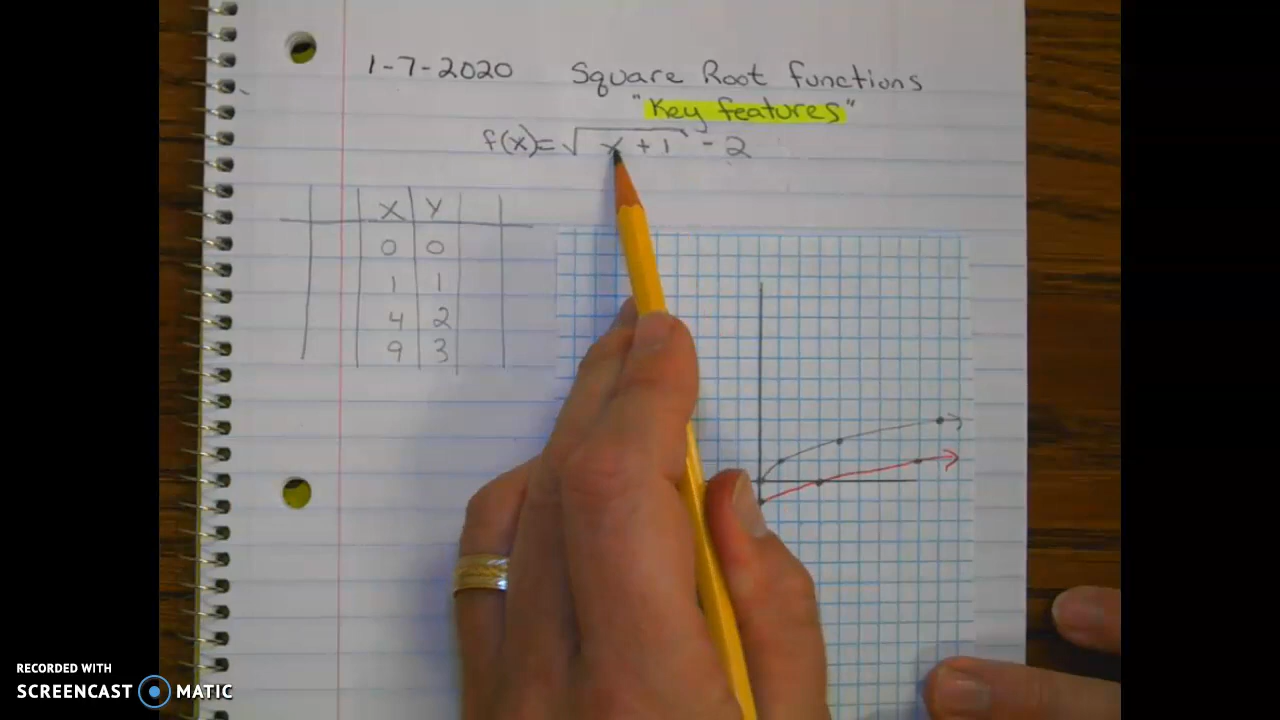 1-7-2020 Square Root functions
"Key features"
f(x)=√x+1 - 2
X Y
0 0
1 1
4 2
9 3
RECORDED WITH
SCREENCAST MATIC